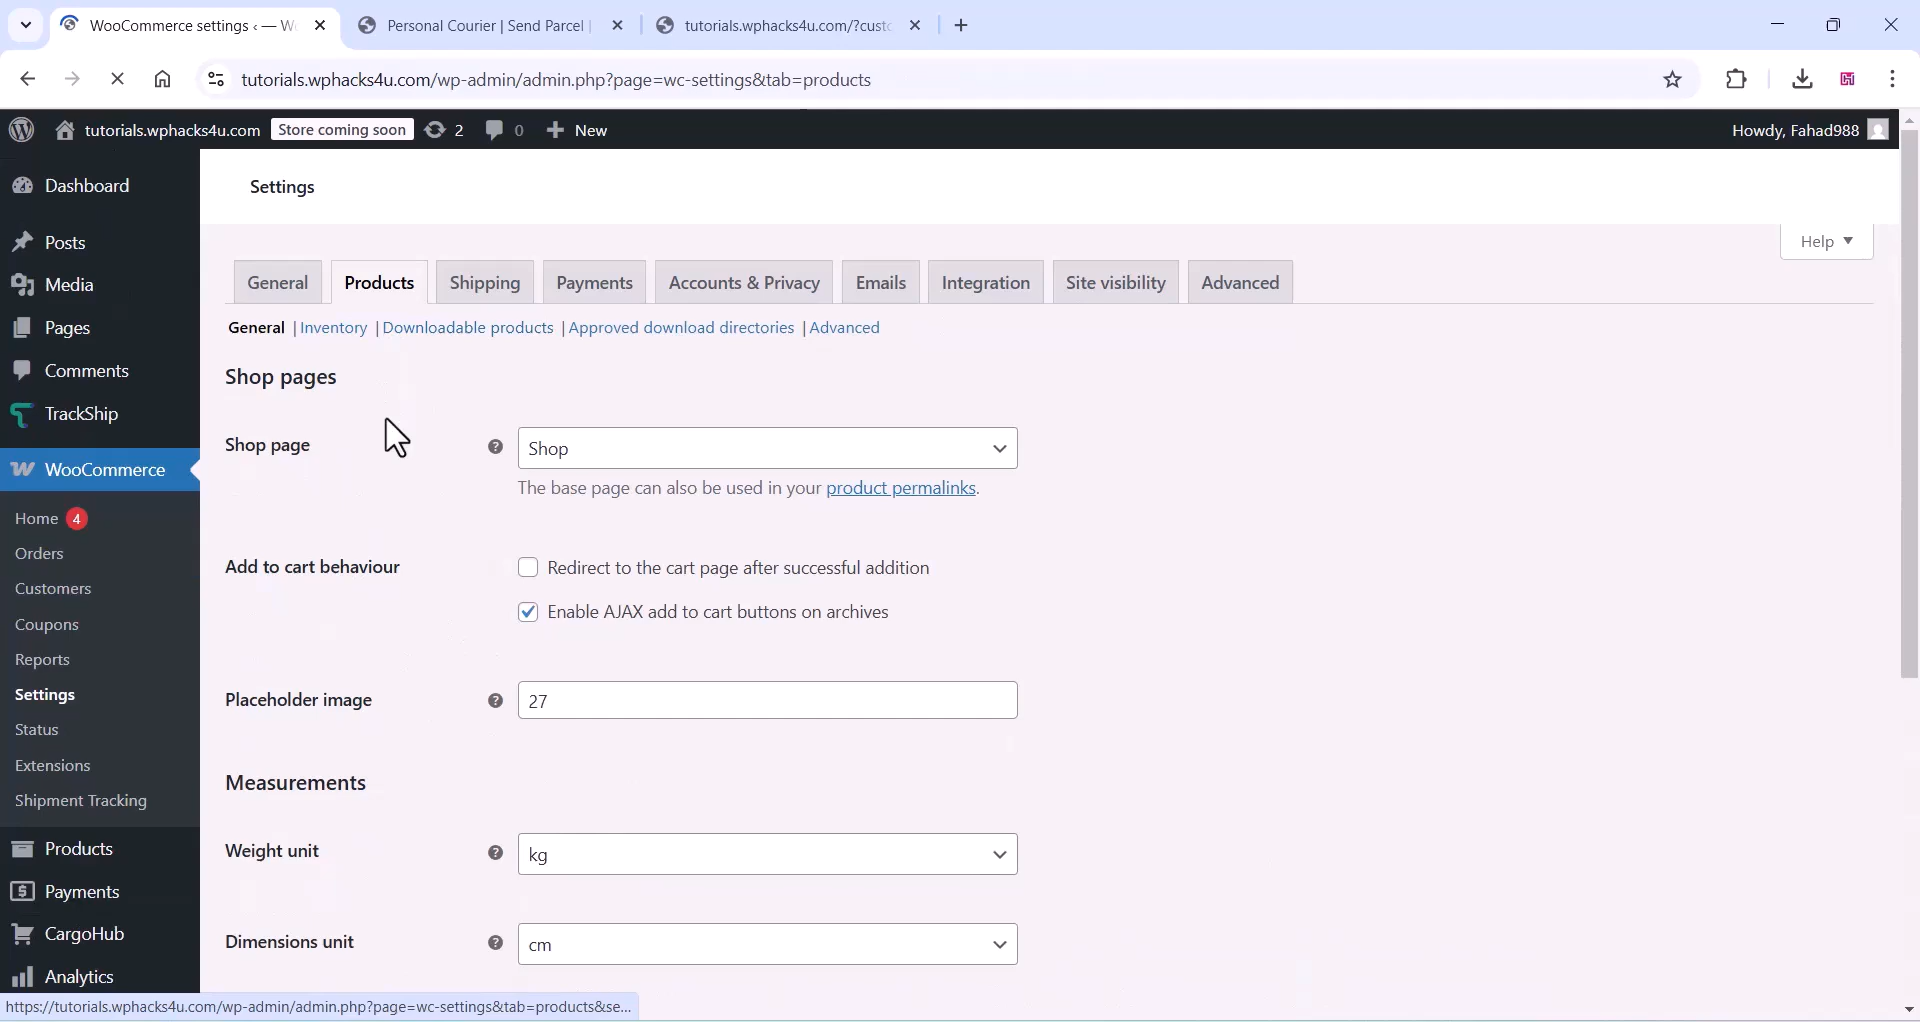 WooCommerce settings ‹ — W
Personal Courier | Send Parcel |
tutorials.wphacks4u.com/?cust
tutorials.wphacks4u.com/wp-admin/admin.php?page=wc-settings&tab=products
tutorials.wphacks4u.com
Store coming soon
2
0
New
Howdy, Fahad988
Dashboard
Posts
Media
Pages
Comments
TrackShip
WooCommerce
Home 4
Orders
Customers
Coupons
Reports
Settings
Status
Extensions
Shipment Tracking
Products
Payments
CargoHub
Analytics
Settings
Help
General
Products
Shipping
Payments
Accounts & Privacy
Emails
Integration
Site visibility
Advanced
General | Inventory | Downloadable products | Approved download directories | Advanced
Shop pages
Shop page
?
Shop
The base page can also be used in your product permalinks.
Add to cart behaviour
Redirect to the cart page after successful addition
Enable AJAX add to cart buttons on archives
Placeholder image
?
27
Measurements
Weight unit
?
kg
Dimensions unit
?
cm
https://tutorials.wphacks4u.com/wp-admin/admin.php?page=wc-settings&tab=products&se...